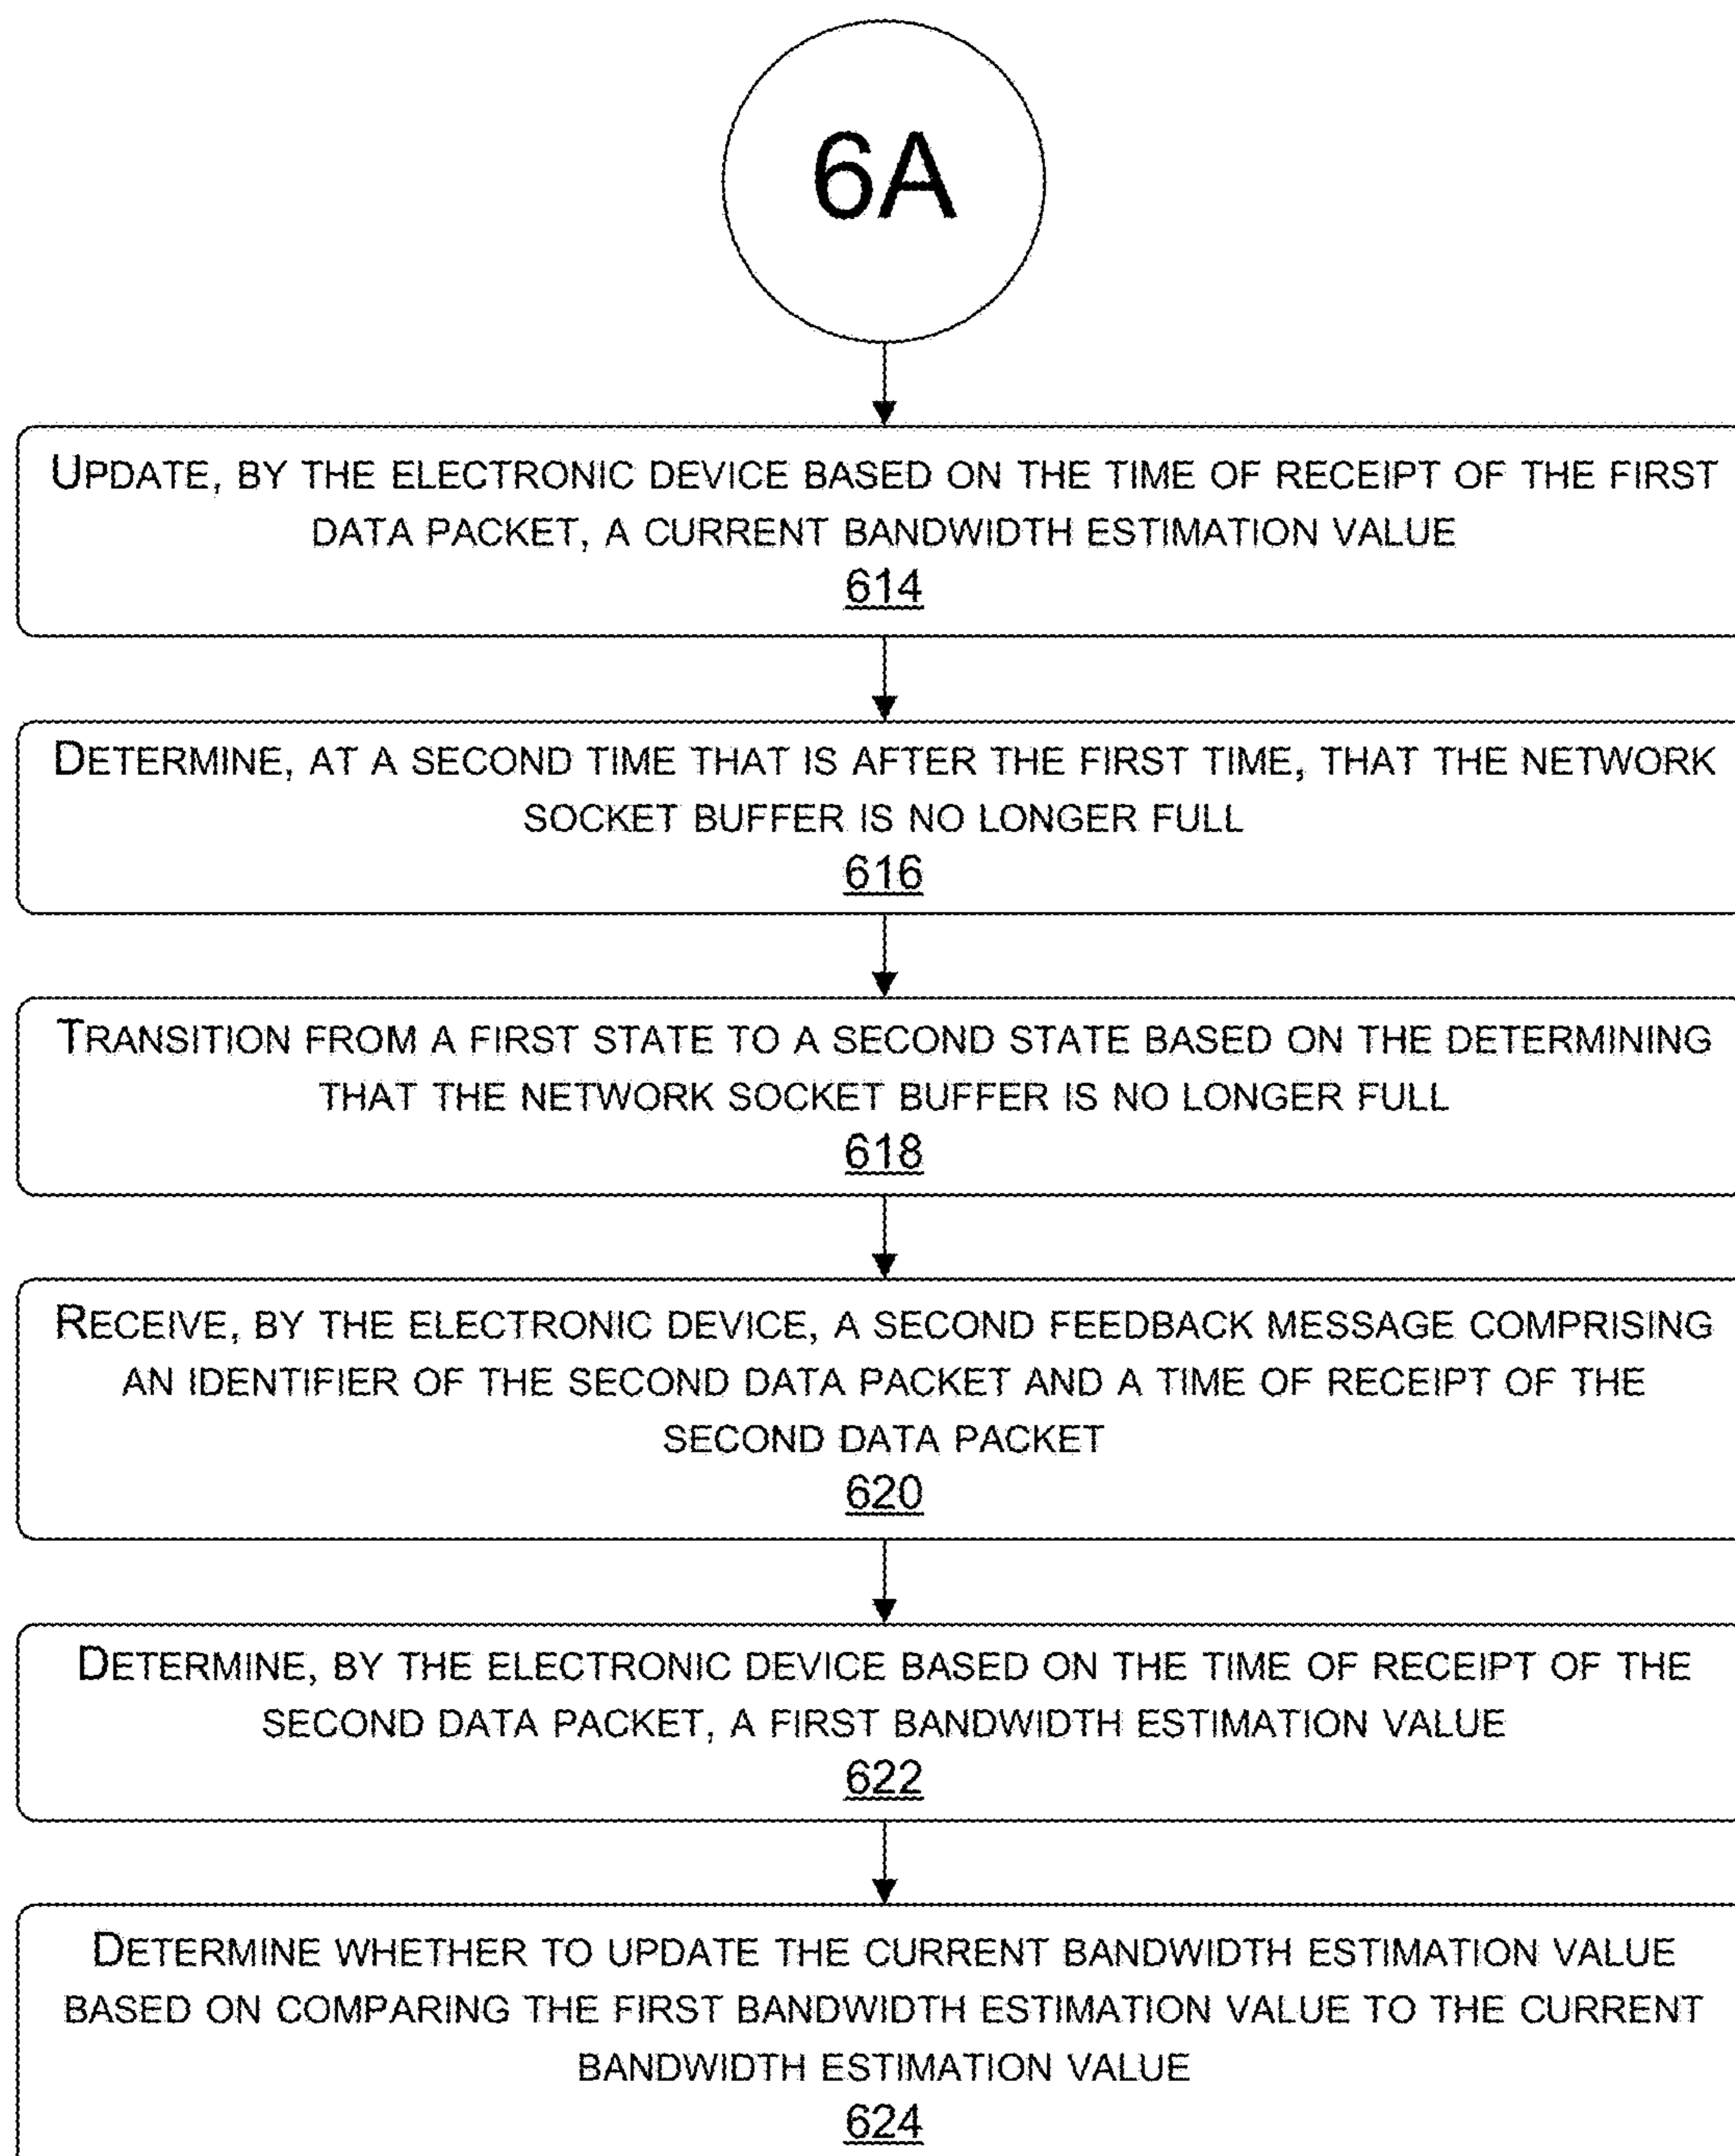 6A
UPDATE, BY THE ELECTRONIC DEVICE BASED ON THE TIME OF RECEIPT OF THE FIRST
DATA PACKET, A CURRENT BANDWIDTH ESTIMATION VALUE
614
DETERMINE, AT A SECOND TIME THAT IS AFTER THE FIRST TIME, THAT THE NETWORK
SOCKET BUFFER IS NO LONGER FULL
616
TRANSITION FROM A FIRST STATE TO A SECOND STATE BASED ON THE DETERMINING
THAT THE NETWORK SOCKET BUFFER IS NO LONGER FULL
618
RECEIVE, BY THE ELECTRONIC DEVICE, A SECOND FEEDBACK MESSAGE COMPRISING
AN IDENTIFIER OF THE SECOND DATA PACKET AND A TIME OF RECEIPT OF THE
SECOND DATA PACKET
620
DETERMINE, BY THE ELECTRONIC DEVICE BASED ON THE TIME OF RECEIPT OF THE
SECOND DATA PACKET, A FIRST BANDWIDTH ESTIMATION VALUE
622
DETERMINE WHETHER TO UPDATE THE CURRENT BANDWIDTH ESTIMATION VALUE
BASED ON COMPARING THE FIRST BANDWIDTH ESTIMATION VALUE TO THE CURRENT
BANDWIDTH ESTIMATION VALUE
624